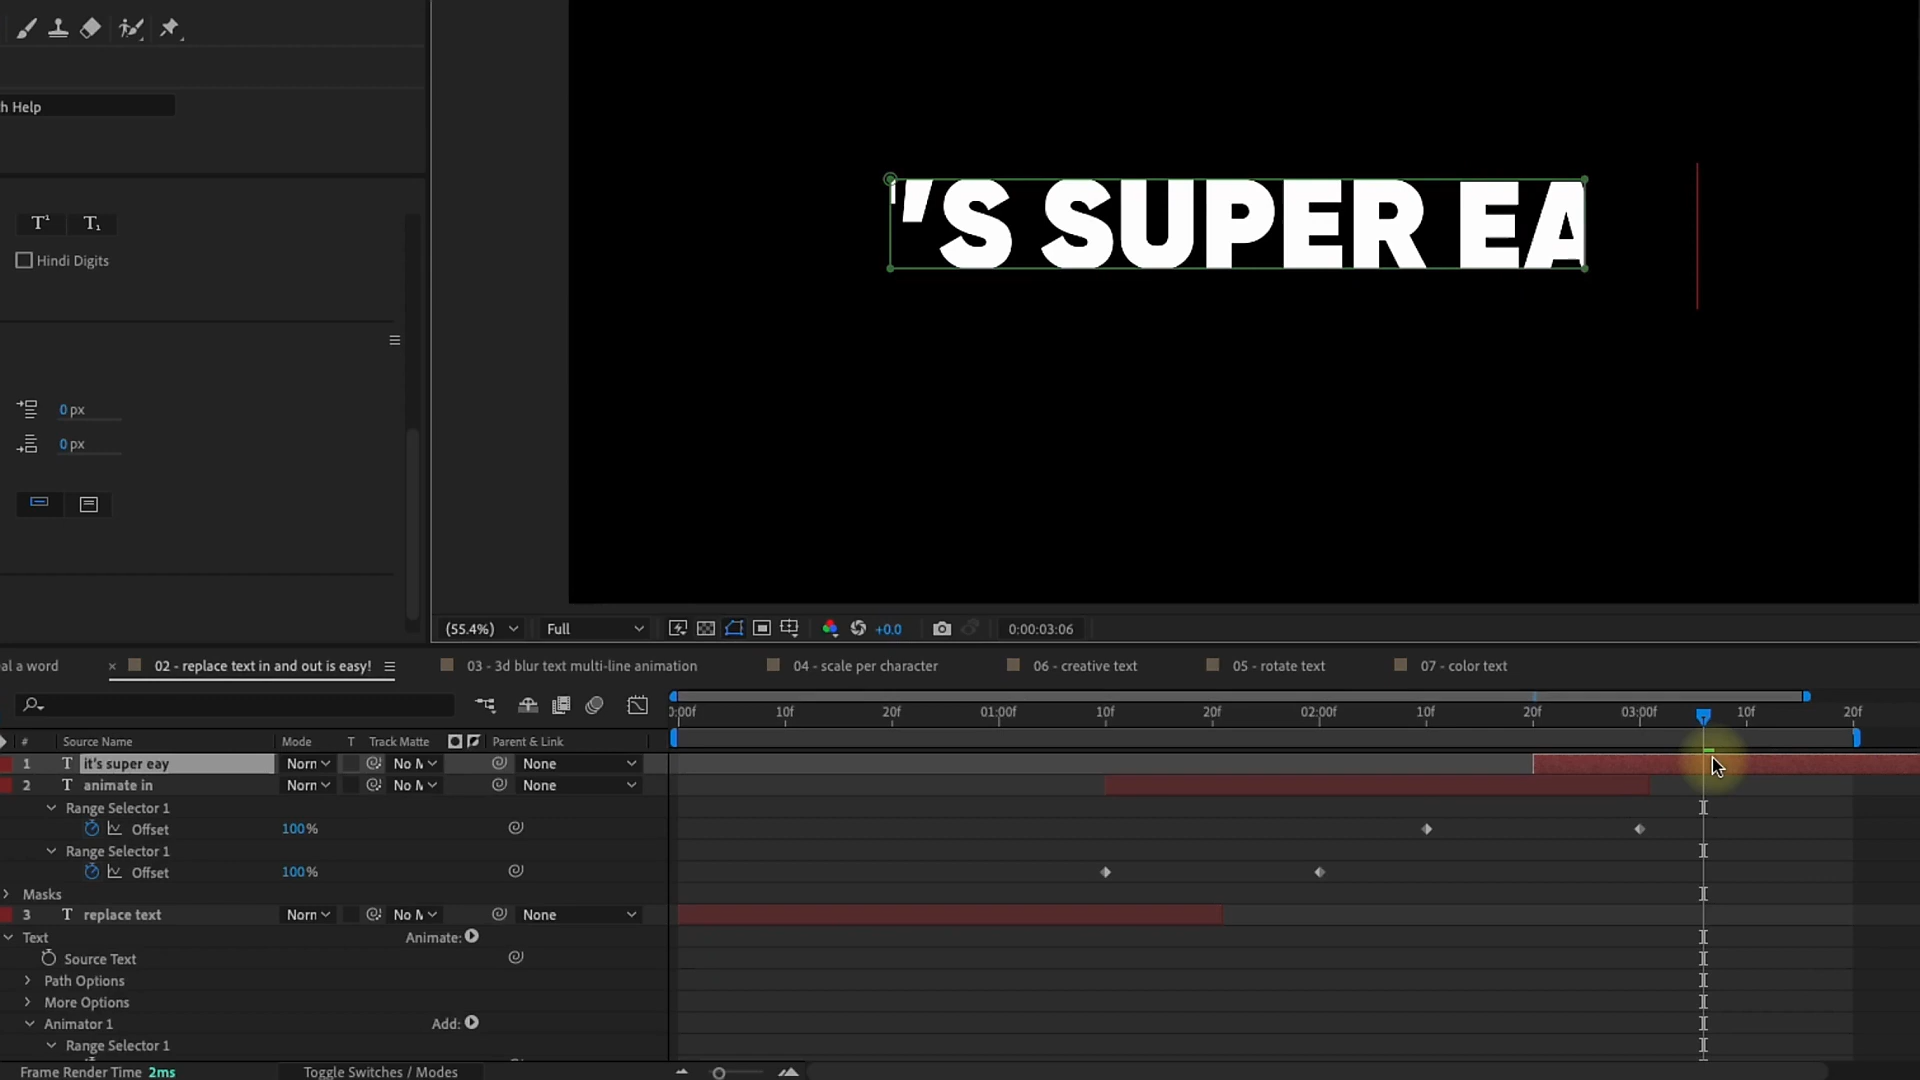 h Help
T¹ T₁
Hindi Digits
0 px
0 px
'S SUPER EA
(55.4%) Full +0.0 0:00:03:06
al a word × 02 - replace text in and out is easy! 03 - 3d blur text multi-line animation 04 - scale per character 06 - creative text 05 - rotate text 07 - color text
:00f 10f 20f 01:00f 10f 20f 02:00f 10f 20f 03:00f 10f 20f
# Source Name Mode T Track Matte Parent & Link
1 T it's super eay Norn No M None
2 T animate in Norn No M None
Range Selector 1
Offset 100%
Range Selector 1
Offset 100%
Masks
3 T replace text Norn No M None
Text Animate:
Source Text
Path Options
More Options
Animator 1 Add:
Range Selector 1
Frame Render Time 2ms Toggle Switches / Modes